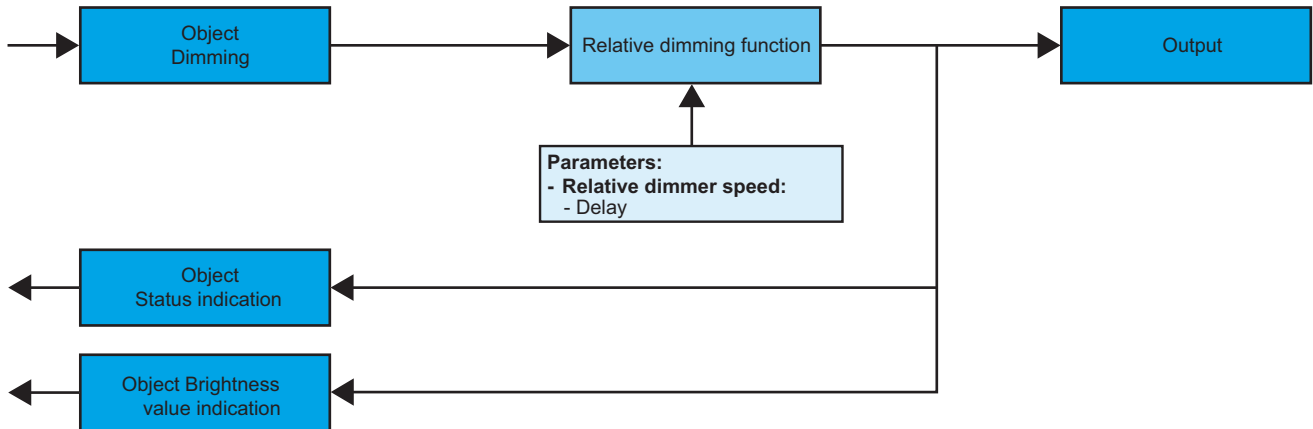 Object
Dimming
Relative dimming function
Output
Parameters:
- Relative dimmer speed:
- Delay
Object
Status indication
Object Brightness
value indication